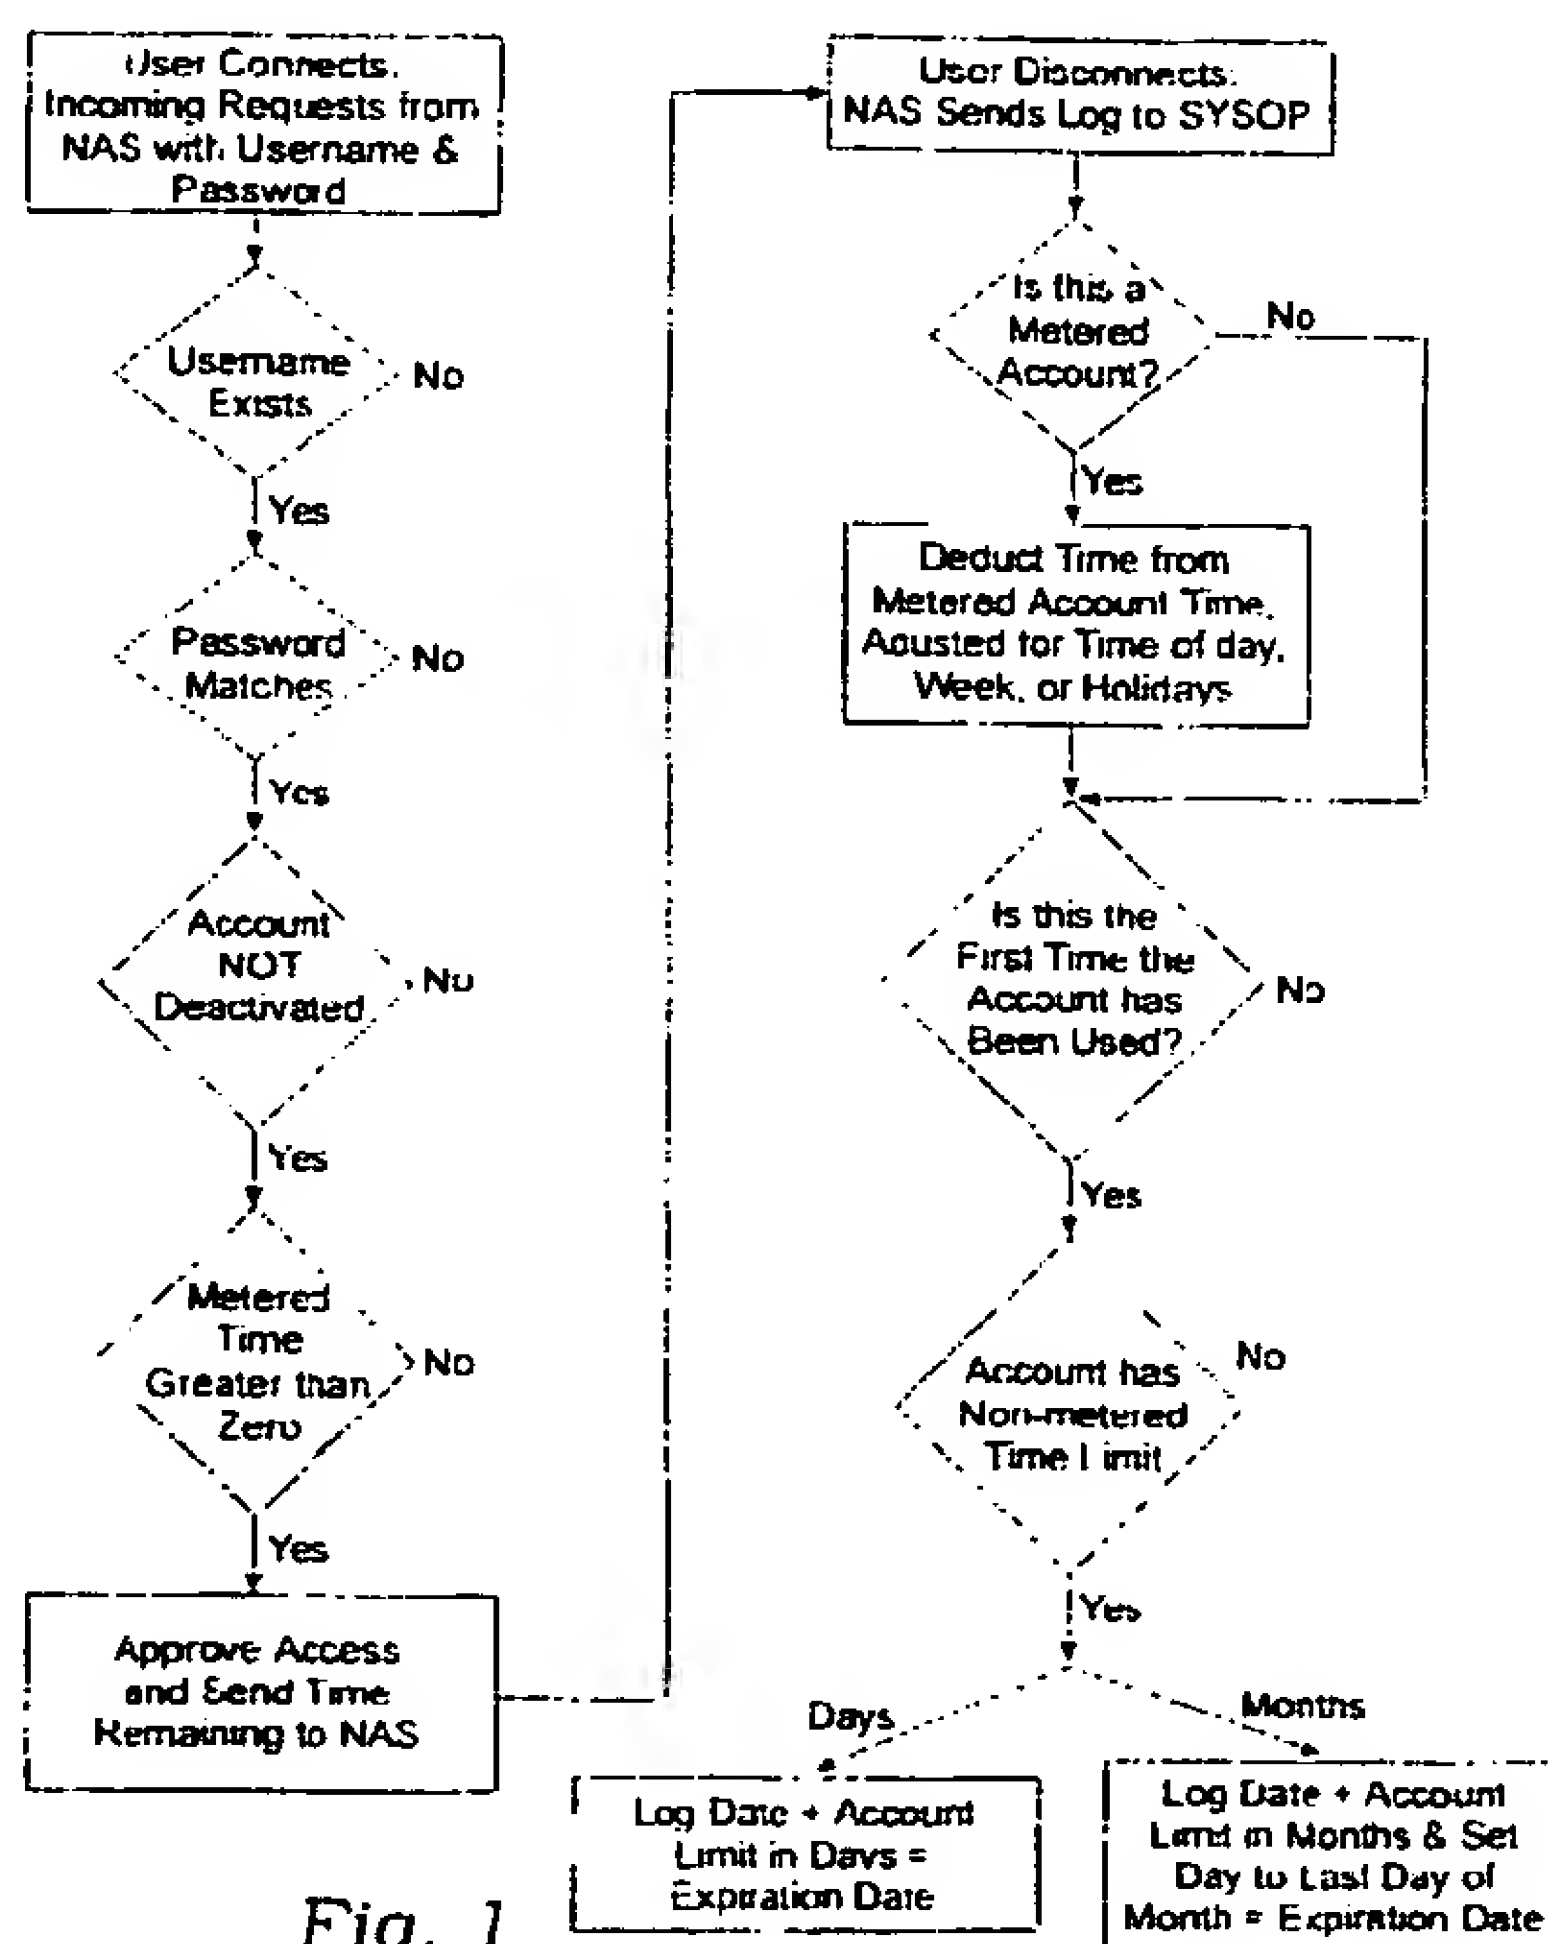 User Connects.
Incoming Requests from
NAS with Username &
Password
Username
Exists
No
Yes
Password
Matches
No
Yes
Account
NOT
Deactivated
No
Yes
Metered
Time
Greater than
Zero
No
Yes
Approve Access
and Send Time
Remaining to NAS
User Disconnects.
NAS Sends Log to SYSOP
Is this a
Metered
Account?
No
Yes
Deduct Time from
Metered Account Time,
Adusted for Time of day,
Week, or Holidays
Is this the
First Time the
Account has
Been Used?
No
Yes
Account has
Non-metered
Time Limit
No
Yes
Days
Months
Log Date + Account
Limit in Days =
Expiration Date
Log Date + Account
Limit in Months & Set
Day to Last Day of
Month = Expiration Date
Fig. 1